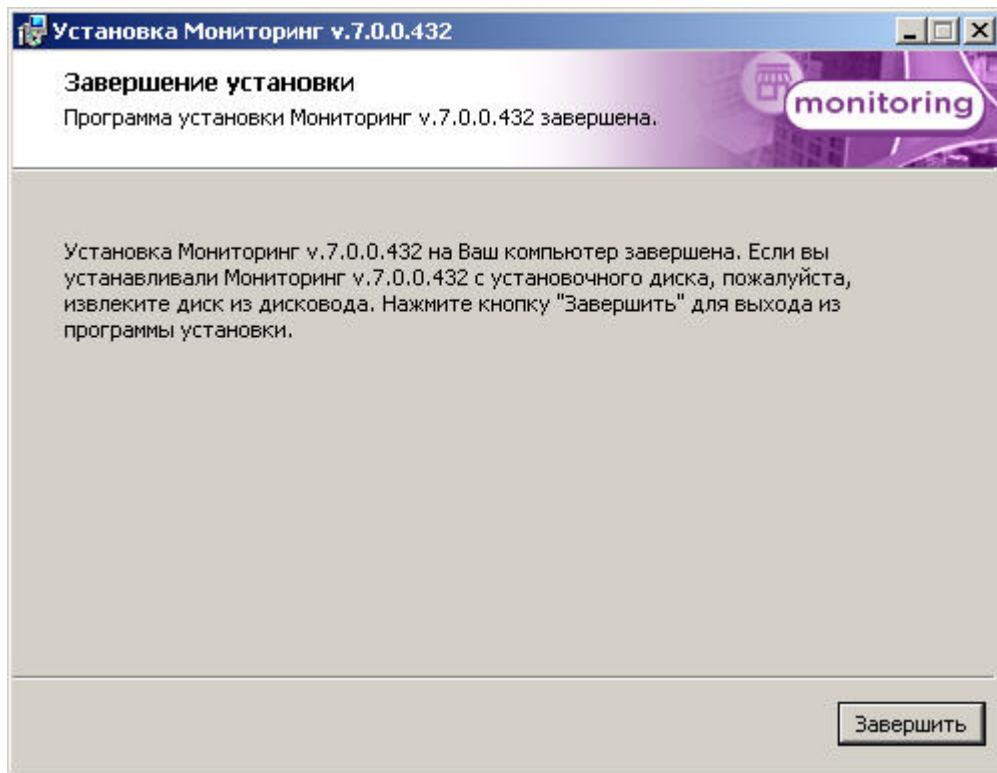 Установка Мониторинг v.7.0.0.432
Завершение установки
Программа установки Мониторинг v.7.0.0.432 завершена.
monitoring
Установка Мониторинг v.7.0.0.432 на Ваш компьютер завершена. Если вы
устанавливали Мониторинг v.7.0.0.432 с установочного диска, пожалуйста,
извлеките диск из дисковода. Нажмите кнопку "Завершить" для выхода из
программы установки.
Завершить